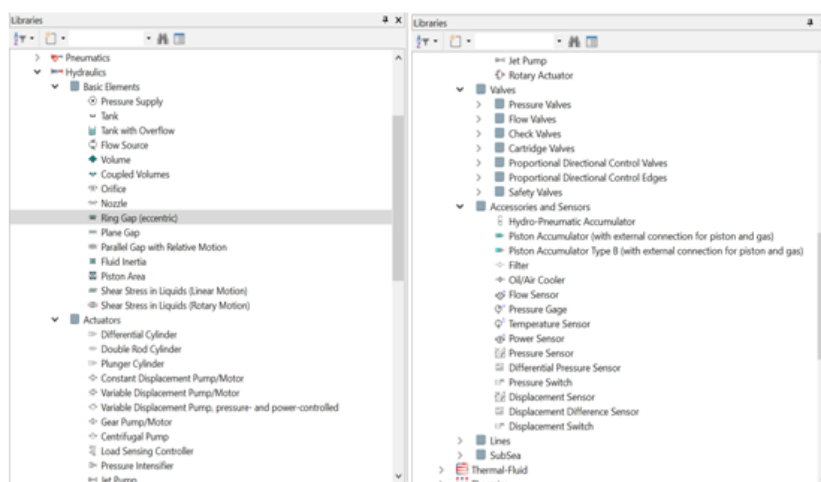 Libraries
Pneumatics
Hydraulics
Basic Elements
Pressure Supply
Tank
Tank with Overflow
Flow Source
Volume
Coupled Volumes
Orifice
Nozzle
Ring Gap (eccentric)
Plane Gap
Parallel Gap with Relative Motion
Fluid Inertia
Piston Area
Shear Stress in Liquids (Linear Motion)
Shear Stress in Liquids (Rotary Motion)
Actuators
Differential Cylinder
Double Rod Cylinder
Plunger Cylinder
Constant Displacement Pump/Motor
Variable Displacement Pump/Motor
Variable Displacement Pump, pressure- and power-controlled
Gear Pump/Motor
Centrifugal Pump
Load Sensing Controller
Pressure Intensifier
Jet Pump
Libraries
Jet Pump
Rotary Actuator
Valves
Pressure Valves
Flow Valves
Check Valves
Cartridge Valves
Proportional Directional Control Valves
Proportional Directional Control Edges
Safety Valves
Accessories and Sensors
Hydro-Pneumatic Accumulator
Piston Accumulator (with external connection for piston and gas)
Piston Accumulator Type B (with external connection for piston and gas)
Filter
Oil/Air Cooler
Flow Sensor
Pressure Gage
Temperature Sensor
Power Sensor
Pressure Sensor
Differential Pressure Sensor
Pressure Switch
Displacement Sensor
Displacement Difference Sensor
Displacement Switch
Lines
SubSea
Thermal-Fluid